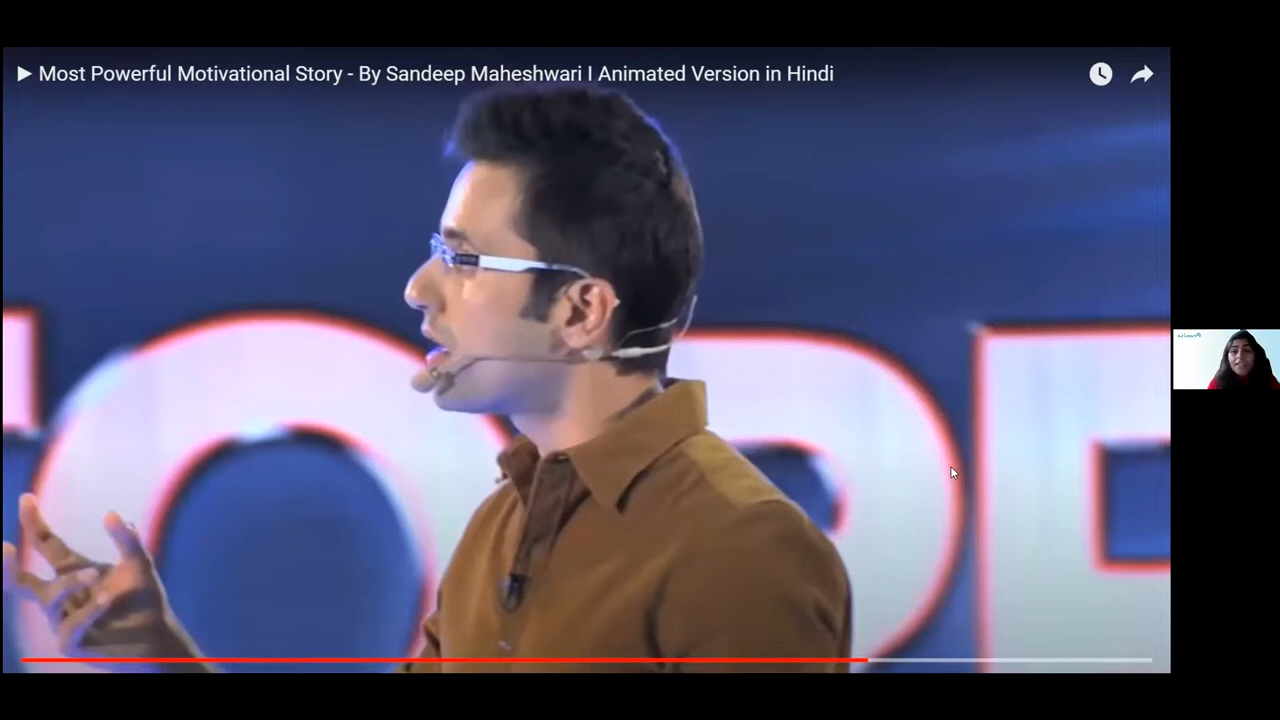 ▶ Most Powerful Motivational Story - By Sandeep Maheshwari I Animated Version in Hindi